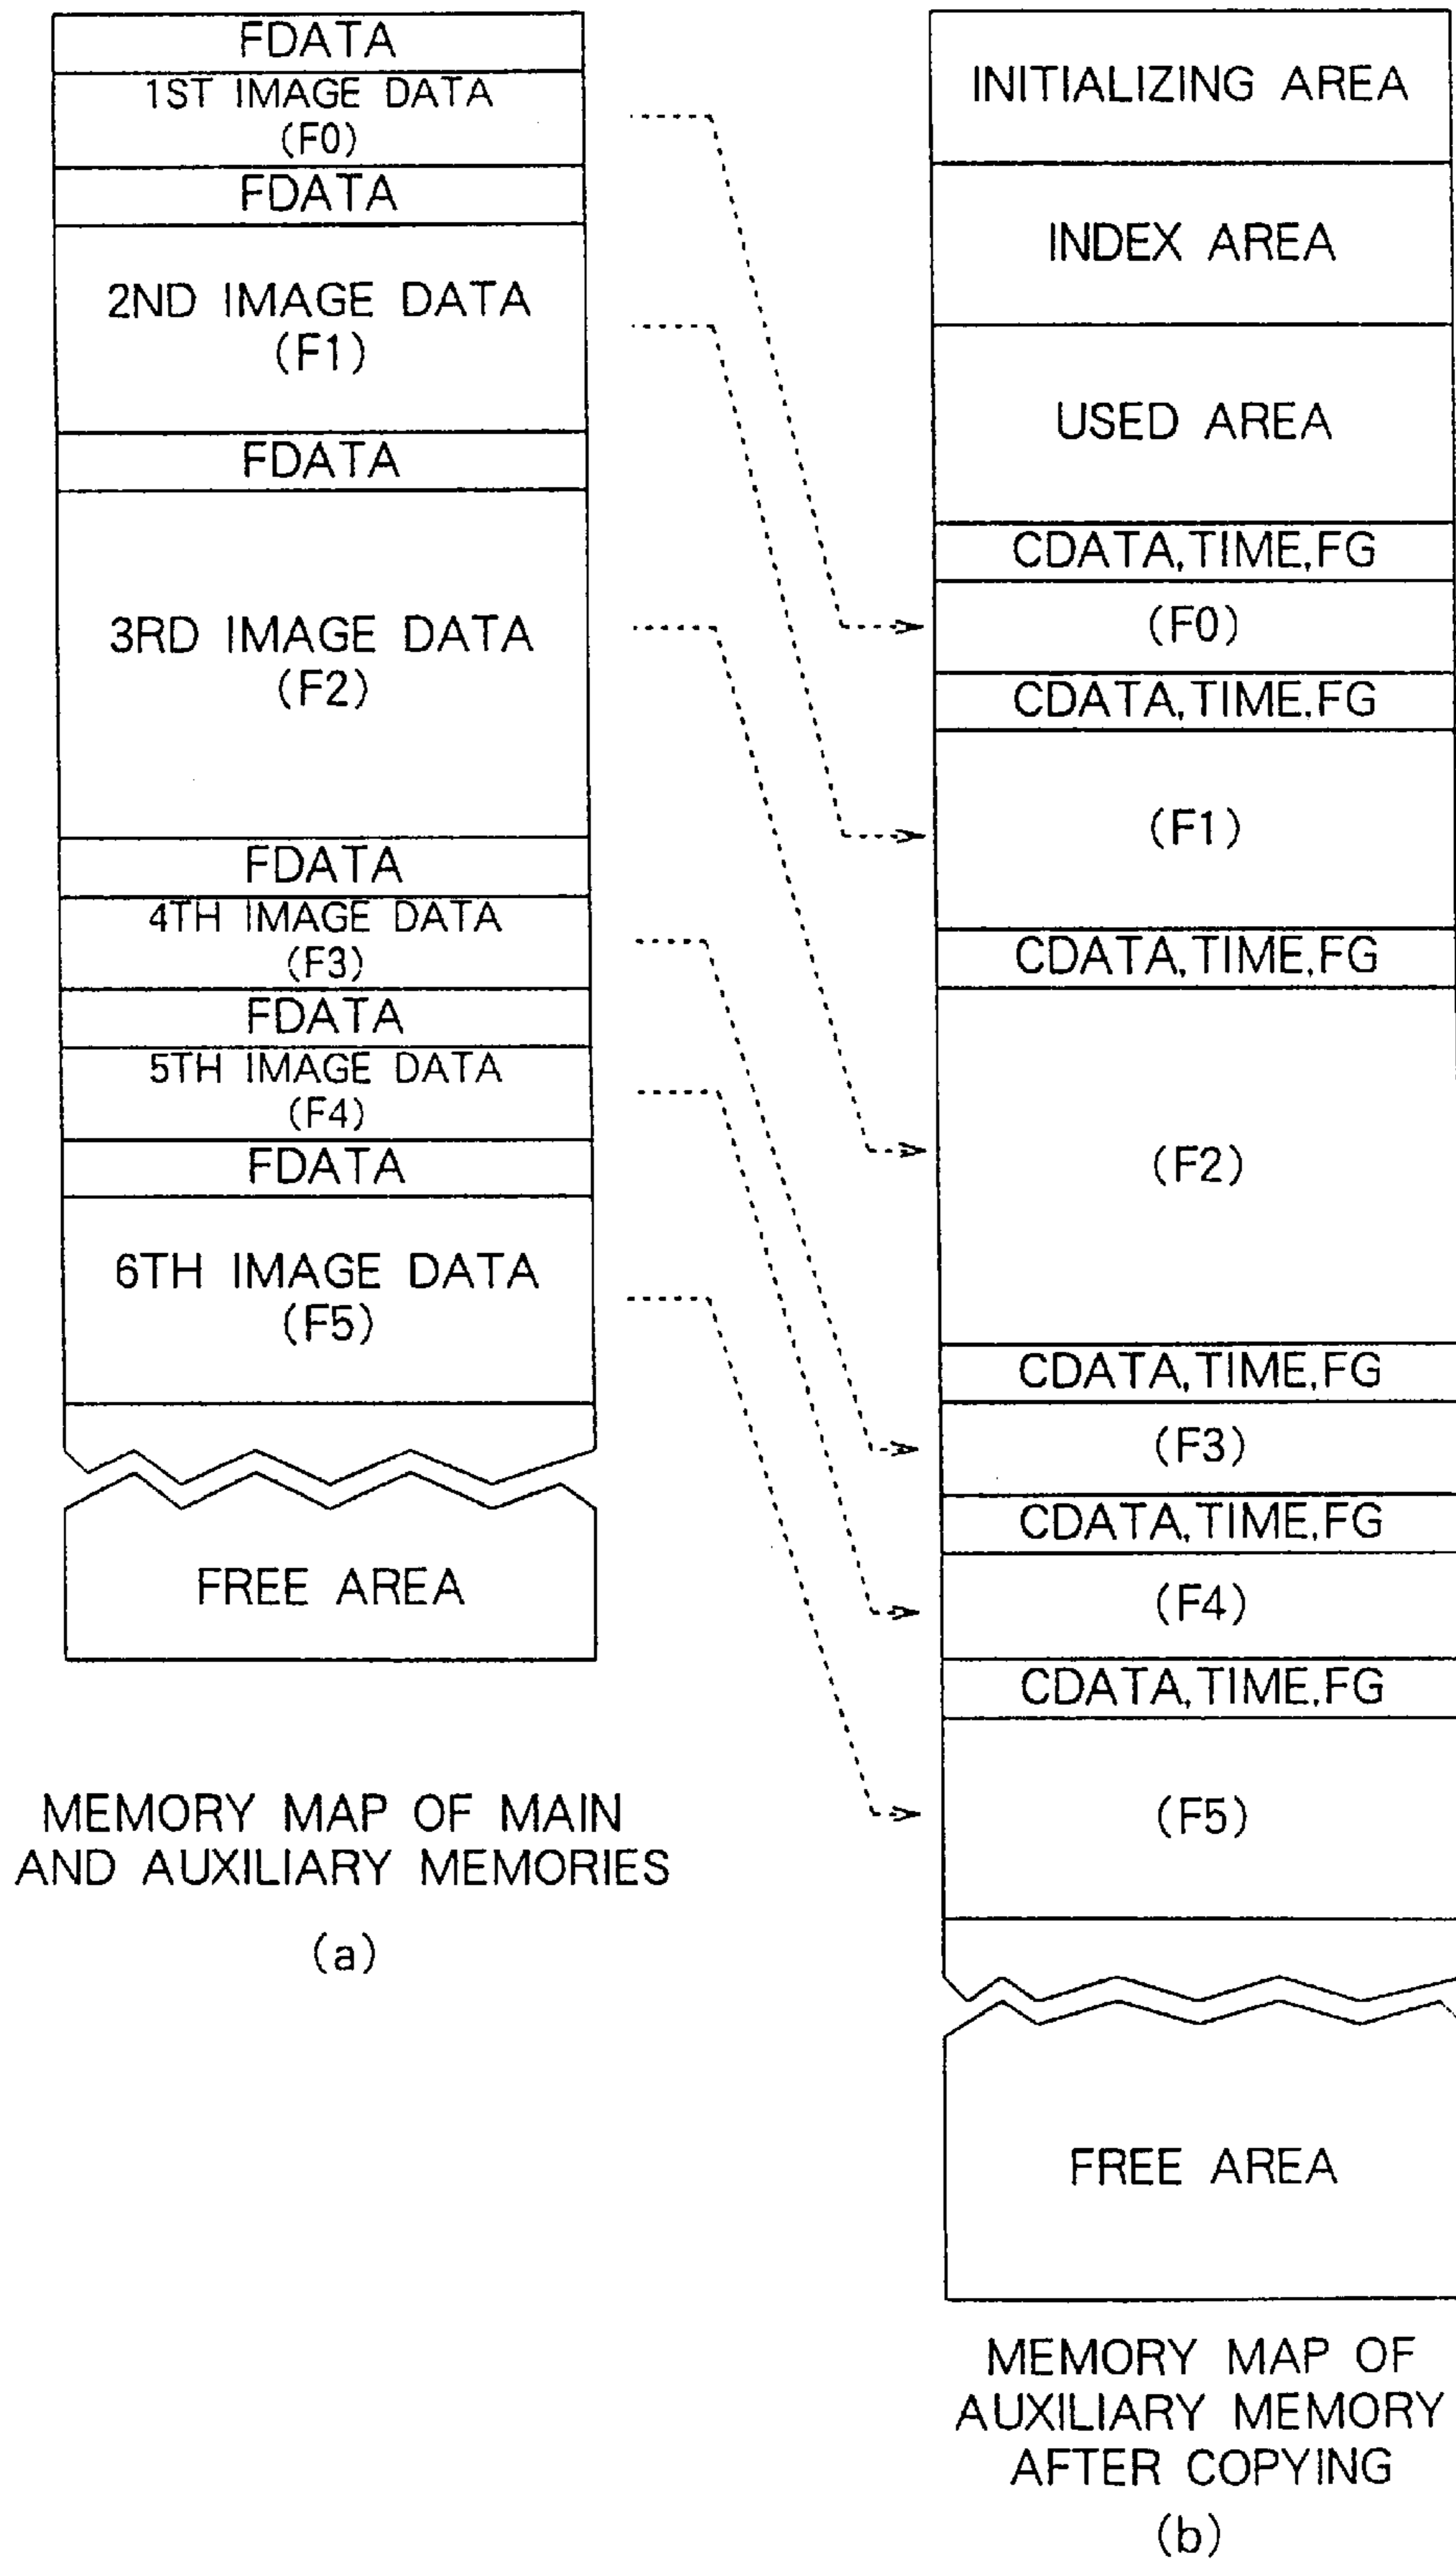 FDATA
1ST IMAGE DATA
(F0)
FDATA
2ND IMAGE DATA
(F1)
FDATA
3RD IMAGE DATA
(F2)
FDATA
4TH IMAGE DATA
(F3)
FDATA
5TH IMAGE DATA
(F4)
FDATA
6TH IMAGE DATA
(F5)
FREE AREA
MEMORY MAP OF MAIN
AND AUXILIARY MEMORIES
(a)
INITIALIZING AREA
INDEX AREA
USED AREA
CDATA,TIME,FG
(F0)
CDATA,TIME,FG
(F1)
CDATA,TIME,FG
(F2)
CDATA,TIME,FG
(F3)
CDATA,TIME,FG
(F4)
CDATA,TIME,FG
(F5)
FREE AREA
MEMORY MAP OF
AUXILIARY MEMORY
AFTER COPYING
(b)